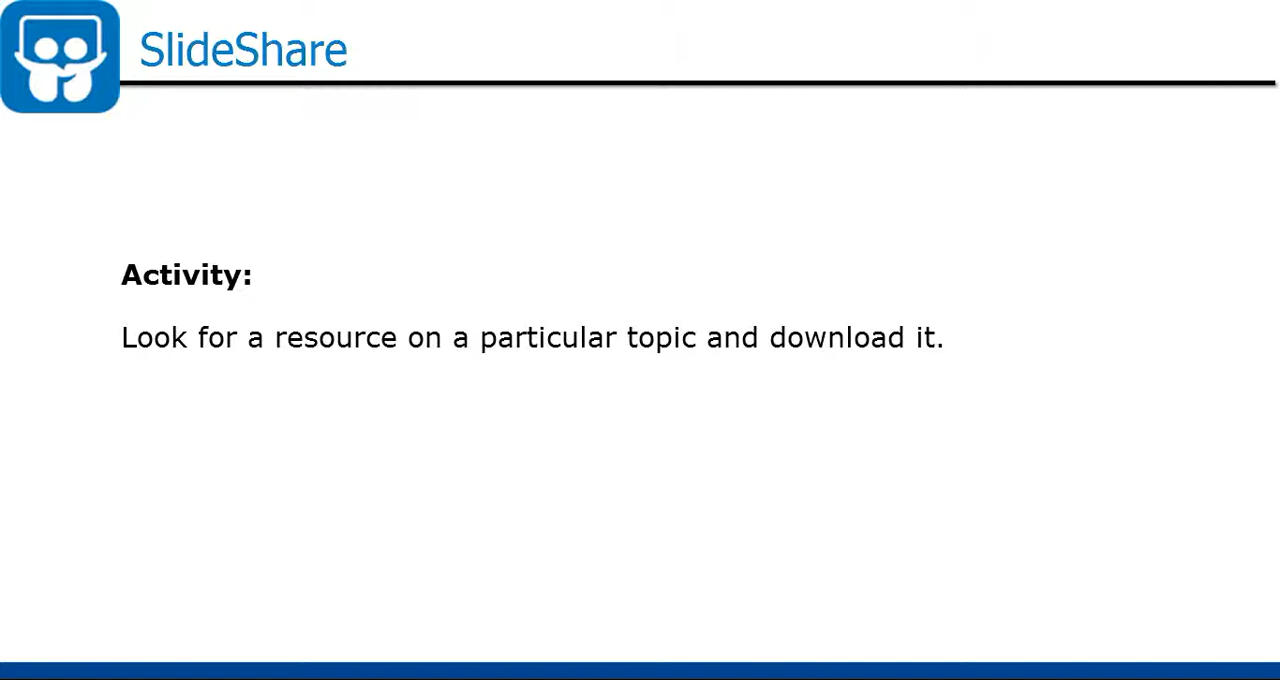 SlideShare
Activity:
Look for a resource on a particular topic and download it.